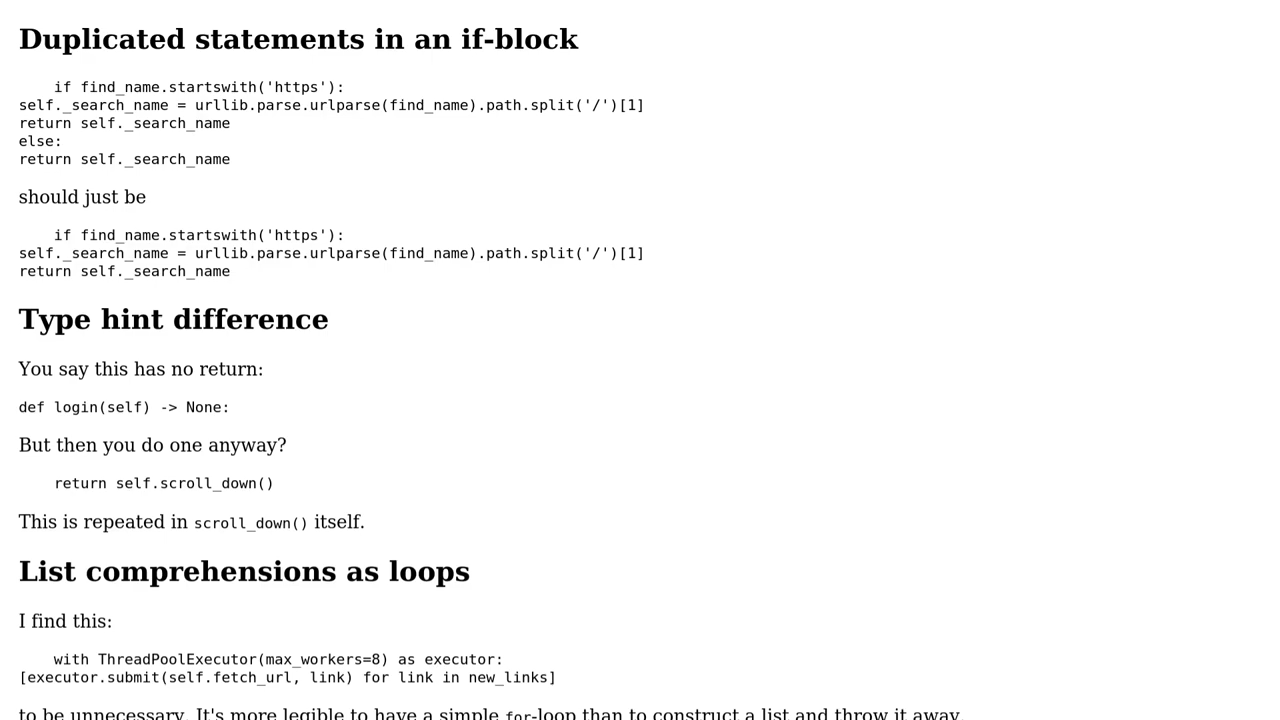 Duplicated statements in an if-block
if find_name.startswith('https'):
self._search_name = urllib.parse.urlparse(find_name).path.split('/')[1]
return self._search_name
else:
return self._search_name
should just be
if find_name.startswith('https'):
self._search_name = urllib.parse.urlparse(find_name).path.split('/')[1]
return self._search_name
Type hint difference
You say this has no return:
def login(self) -> None:
But then you do one anyway?
return self.scroll_down()
This is repeated in scroll_down() itself.
List comprehensions as loops
I find this:
with ThreadPoolExecutor(max_workers=8) as executor:
[executor.submit(self.fetch_url, link) for link in new_links]
to be unnecessary. It's more legible to have a simple for-loop than to construct a list and throw it away.